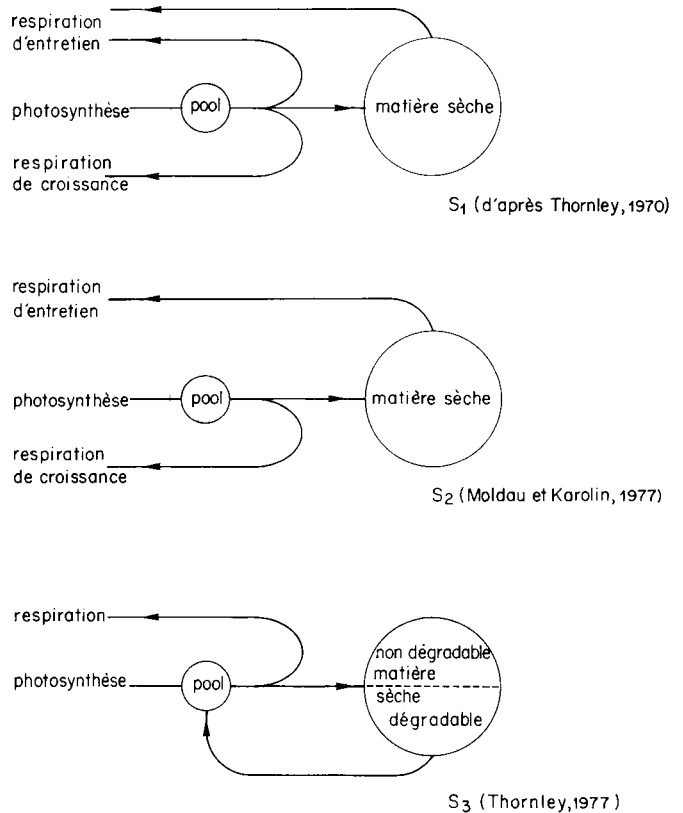 respiration
d'entretien
photosynthèse
pool
matière sèche
respiration
de croissance
S1 (d'après Thornley, 1970)
respiration
d'entretien
photosynthèse
pool
matière sèche
respiration
de croissance
S2 (Moldau et Karolin, 1977)
respiration
photosynthèse
pool
non dégradable
matière
sèche
dégradable
S3 (Thornley, 1977)